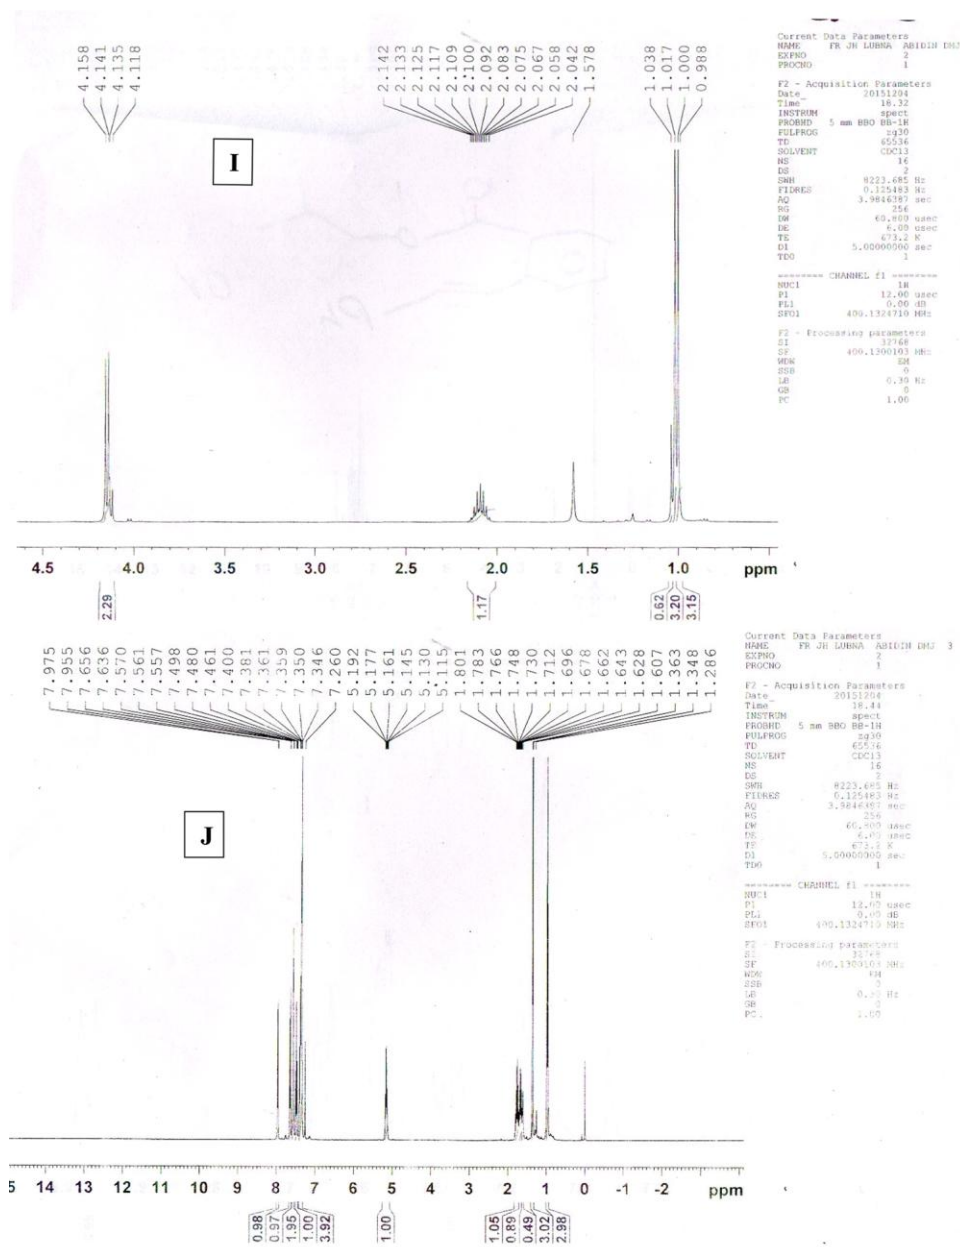 4.158
4.141
4.135
4.118
2.142
2.133
2.125
2.117
2.109
2.100
2.092
2.083
2.075
2.067
2.058
2.042
1.578
1.038
1.017
1.000
0.988
I
Current Data Parameters
NAME FR JH LUBNA ABIDIN DMJ
EXPNO 2
PROCNO 1
F2 - Acquisition Parameters
Date_ 20151204
Time 18.32
INSTRUM spect
PROBHD 5 mm BBO BB-1H
PULPROG zg30
TD 65536
SOLVENT CDCl3
NS 16
DS 2
SWH 8223.685 Hz
FIDRES 0.125483 Hz
AQ 3.9846387 sec
RG 256
DW 60.800 usec
DE 6.00 usec
TE 673.2 K
D1 5.00000000 sec
TD0 1
======== CHANNEL f1 ========
NUC1 1H
P1 12.00 usec
PL1 0.00 dB
SFO1 400.1324710 MHz
F2 - Processing parameters
SI 32768
SF 400.1300103 MHz
WDW EM
SSB 0
LB 0.30 Hz
GB 0
PC 1.00
4.5 4.0 3.5 3.0 2.5 2.0 1.5 1.0 ppm
2.29 1.17 0.62 3.20 3.15
7.975
7.955
7.656
7.636
7.570
7.561
7.557
7.498
7.480
7.461
7.400
7.381
7.361
7.359
7.350
7.346
7.260
5.192
5.177
5.161
5.145
5.130
5.115
1.801
1.783
1.766
1.748
1.730
1.712
1.696
1.678
1.662
1.643
1.628
1.607
1.363
1.348
1.286
J
Current Data Parameters
NAME FR JH LUBNA ABIDIN DMJ 3
EXPNO 2
PROCNO 1
F2 - Acquisition Parameters
Date_ 20151204
Time 18.44
INSTRUM spect
PROBHD 5 mm BBO BB-1H
PULPROG zg30
TD 65536
SOLVENT CDCl3
NS 16
DS 2
SWH 8223.685 Hz
FIDRES 0.125483 Hz
AQ 3.9846387 sec
RG 256
DW 60.800 usec
DE 6.00 usec
TE 673.2 K
D1 5.00000000 sec
TD0 1
======== CHANNEL f1 ========
NUC1 1H
P1 12.00 usec
PL1 0.00 dB
SFO1 400.1324710 MHz
F2 - Processing parameters
SI 32768
SF 400.1300103 MHz
WDW EM
SSB 0
LB 0.30 Hz
GB 0
PC 1.00
5 14 13 12 11 10 9 8 7 6 5 4 3 2 1 0 -1 -2 ppm
0.98 0.97 1.95 1.00 3.92 1.00 1.05 0.89 0.49 3.02 2.98